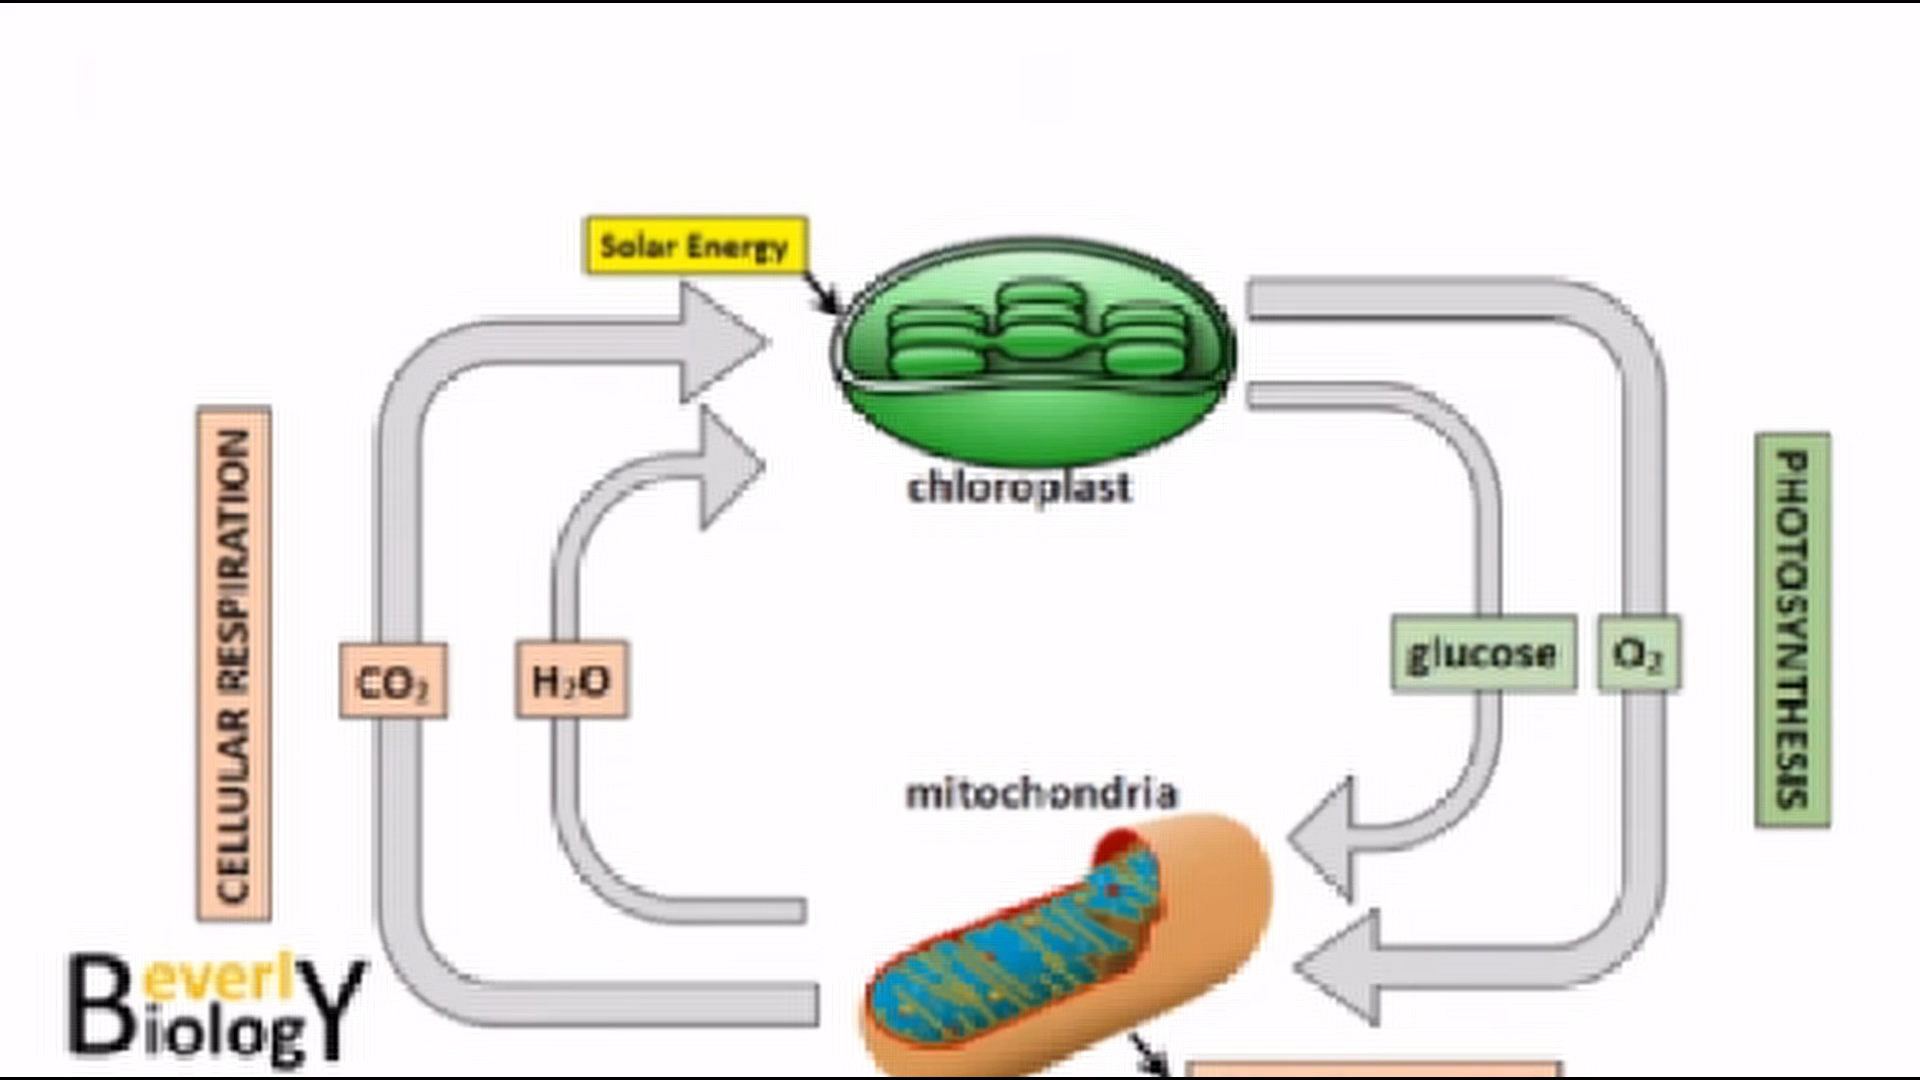 Solar Energy
chloroplast
CELLULAR RESPIRATION
CO₂
H₂O
glucose
O₂
PHOTOSYNTHESIS
mitochondria
BeverlY
Biology